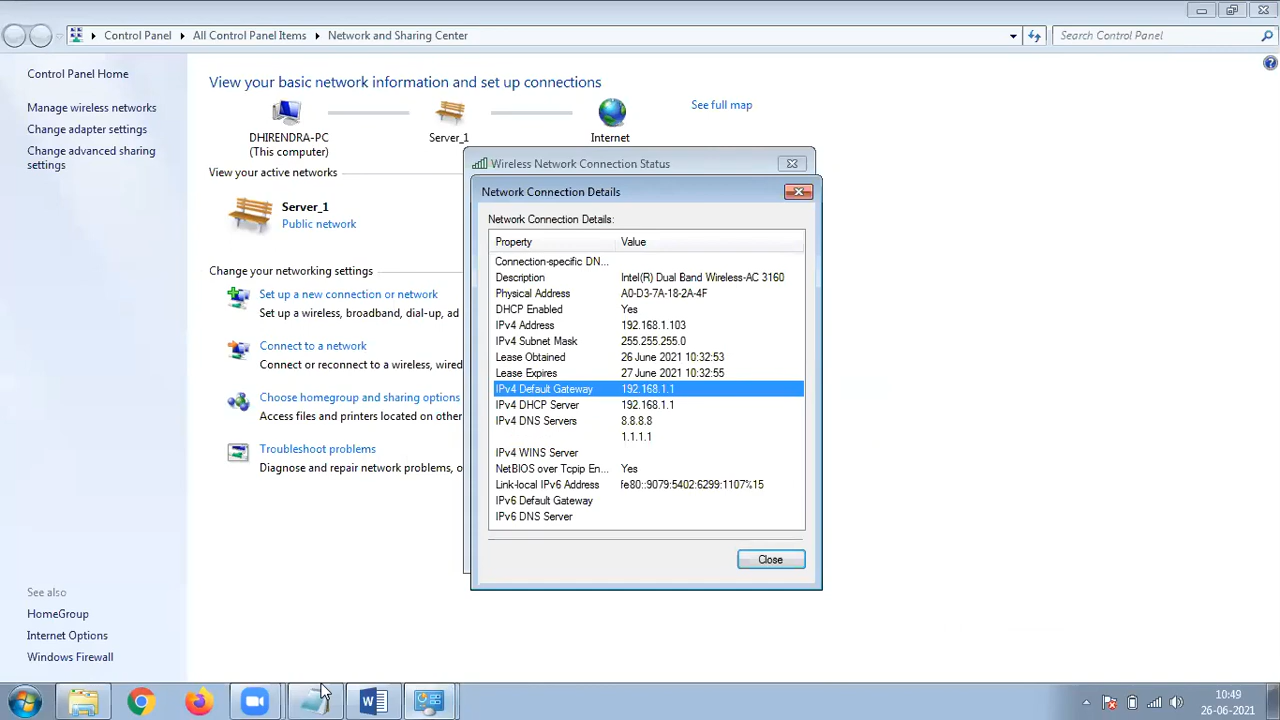 Control Panel
All Control Panel Items
Network and Sharing Center
Search Control Panel
Control Panel Home
Manage wireless networks
Change adapter settings
Change advanced sharing
settings
View your basic network information and set up connections
See full map
DHIRENDRA-PC
(This computer)
Server_1
Internet
View your active networks
Server_1
Public network
Change your networking settings
Set up a new connection or network
Set up a wireless, broadband, dial-up, ad
Connect to a network
Connect or reconnect to a wireless, wired
Choose homegroup and sharing options
Access files and printers located on other
Troubleshoot problems
Diagnose and repair network problems, o
Wireless Network Connection Status
Network Connection Details
Network Connection Details:
Property Value
Connection-specific DN...
Description Intel(R) Dual Band Wireless-AC 3160
Physical Address A0-D3-7A-18-2A-4F
DHCP Enabled Yes
IPv4 Address 192.168.1.103
IPv4 Subnet Mask 255.255.255.0
Lease Obtained 26 June 2021 10:32:53
Lease Expires 27 June 2021 10:32:55
IPv4 Default Gateway 192.168.1.1
IPv4 DHCP Server 192.168.1.1
IPv4 DNS Servers 8.8.8.8
1.1.1.1
IPv4 WINS Server
NetBIOS over Tcpip En... Yes
Link-local IPv6 Address fe80::9079:5402:6299:1107%15
IPv6 Default Gateway
IPv6 DNS Server
Close
See also
HomeGroup
Internet Options
Windows Firewall
10:49
26-06-2021